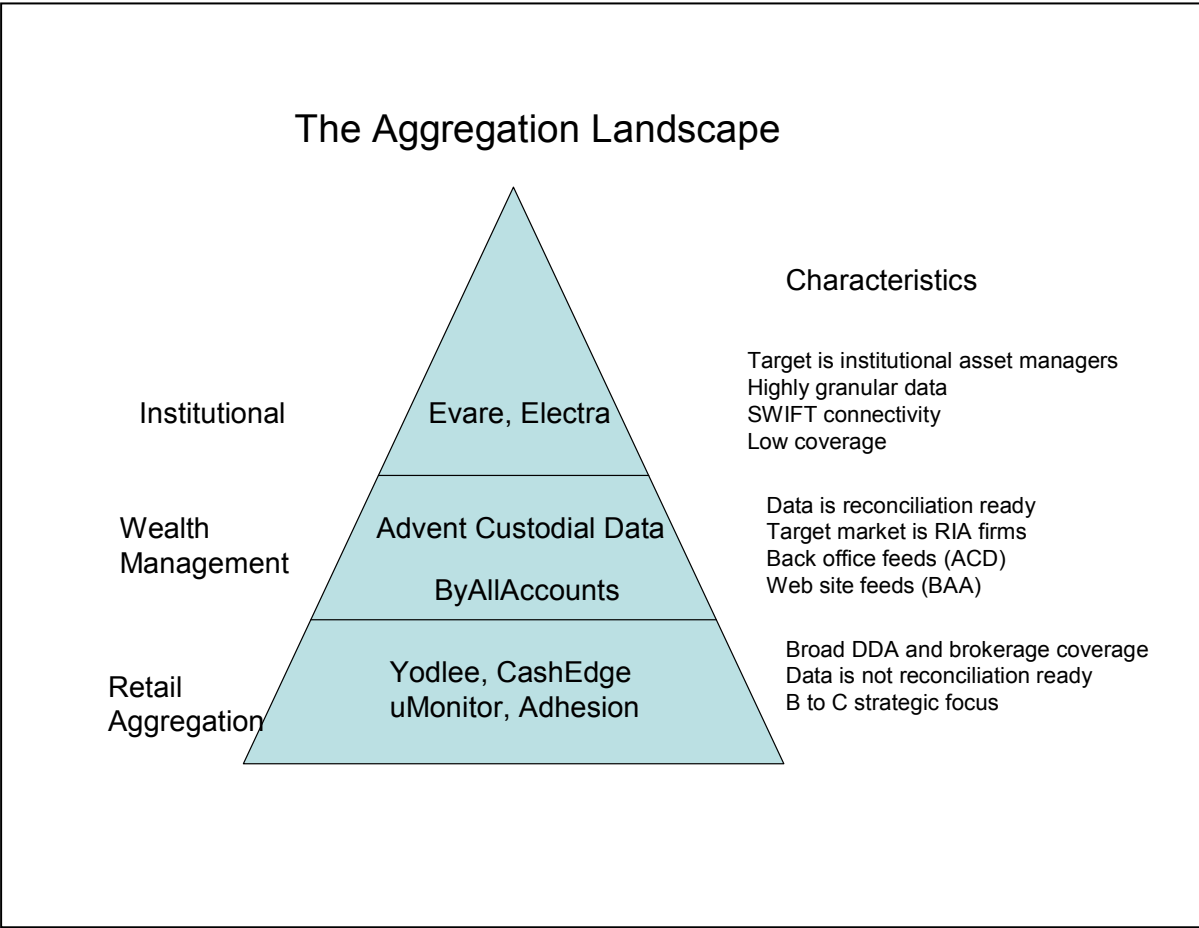 The Aggregation Landscape
Characteristics
Institutional
Evare, Electra
Target is institutional asset managers
Highly granular data
SWIFT connectivity
Low coverage
Wealth
Management
Advent Custodial Data
ByAllAccounts
Data is reconciliation ready
Target market is RIA firms
Back office feeds (ACD)
Web site feeds (BAA)
Retail
Aggregation
Yodlee, CashEdge
uMonitor, Adhesion
Broad DDA and brokerage coverage
Data is not reconciliation ready
B to C strategic focus